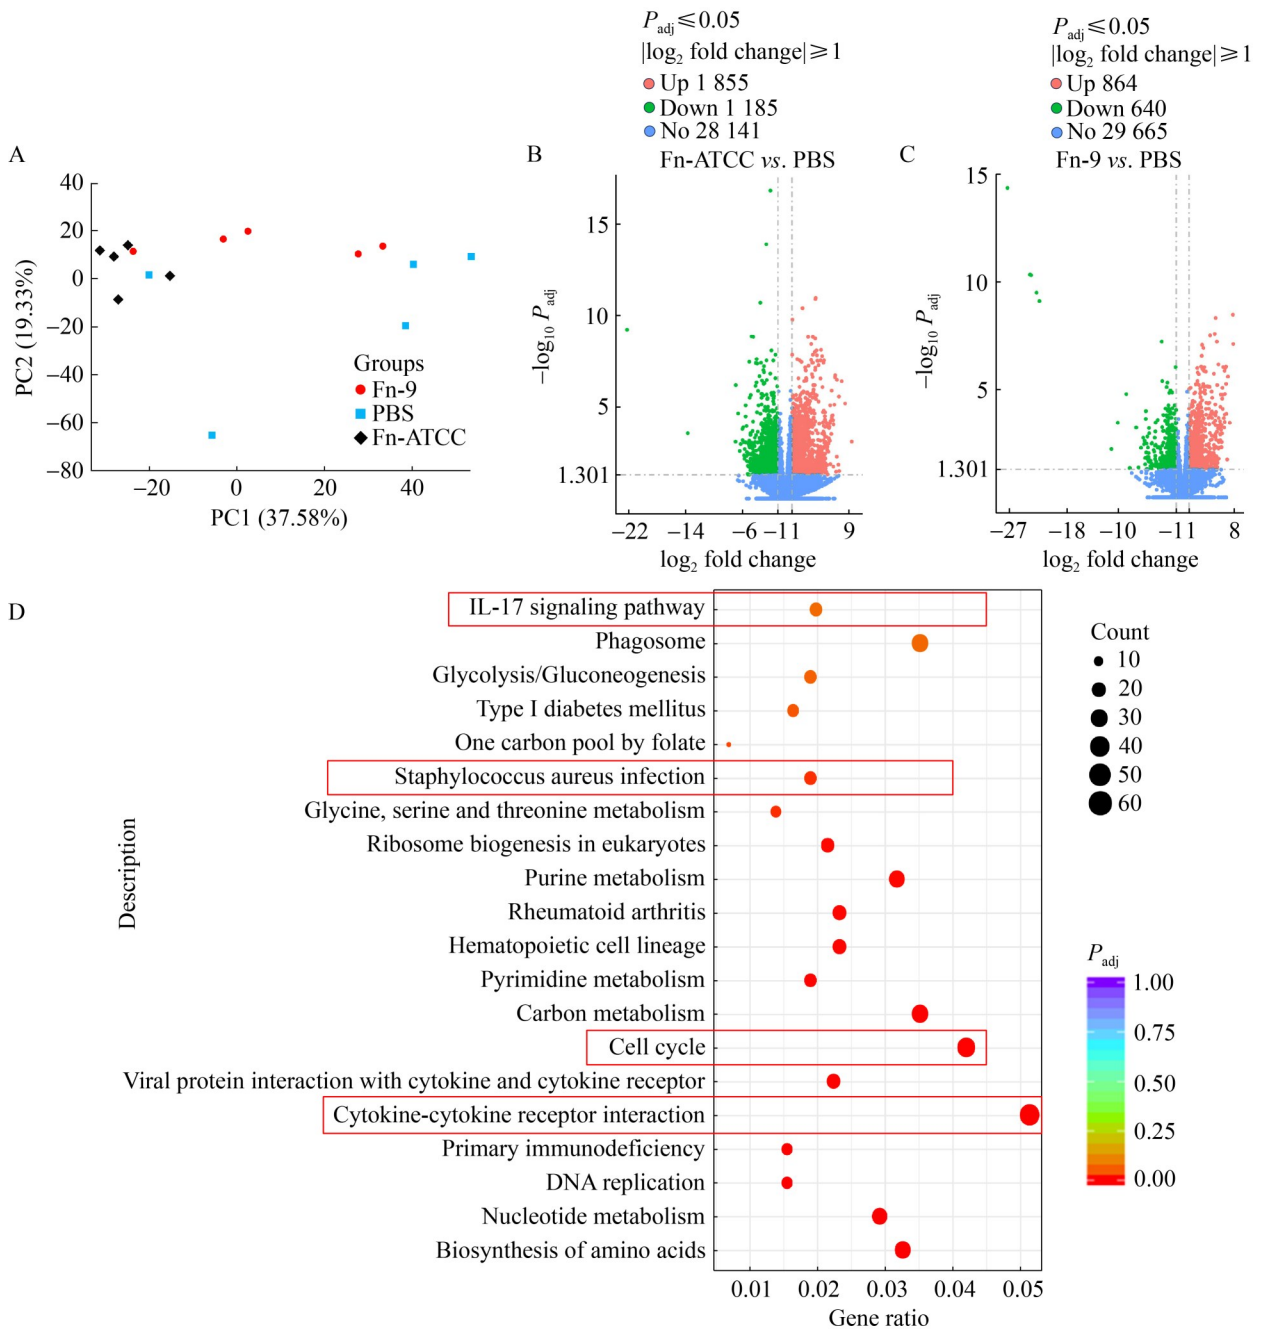 A
40
20
0
−20
−40
−60
−80
PC2 (19.33%)
−20 0 20 40
PC1 (37.58%)
Groups
Fn-9
PBS
Fn-ATCC
P_adj⩽0.05
|log₂ fold change|⩾1
Up 1 855
Down 1 185
No 28 141
B
Fn-ATCC vs. PBS
15
10
5
1.301
−log₁₀ P_adj
−22 −14 −6 −1 1 9
log₂ fold change
P_adj⩽0.05
|log₂ fold change|⩾1
Up 864
Down 640
No 29 665
C
Fn-9 vs. PBS
15
10
5
1.301
−log₁₀ P_adj
−27 −18 −10 −1 1 8
log₂ fold change
D
Description
IL-17 signaling pathway
Phagosome
Glycolysis/Gluconeogenesis
Type I diabetes mellitus
One carbon pool by folate
Staphylococcus aureus infection
Glycine, serine and threonine metabolism
Ribosome biogenesis in eukaryotes
Purine metabolism
Rheumatoid arthritis
Hematopoietic cell lineage
Pyrimidine metabolism
Carbon metabolism
Cell cycle
Viral protein interaction with cytokine and cytokine receptor
Cytokine-cytokine receptor interaction
Primary immunodeficiency
DNA replication
Nucleotide metabolism
Biosynthesis of amino acids
0.01 0.02 0.03 0.04 0.05
Gene ratio
Count
10
20
30
40
50
60
P_adj
1.00
0.75
0.50
0.25
0.00